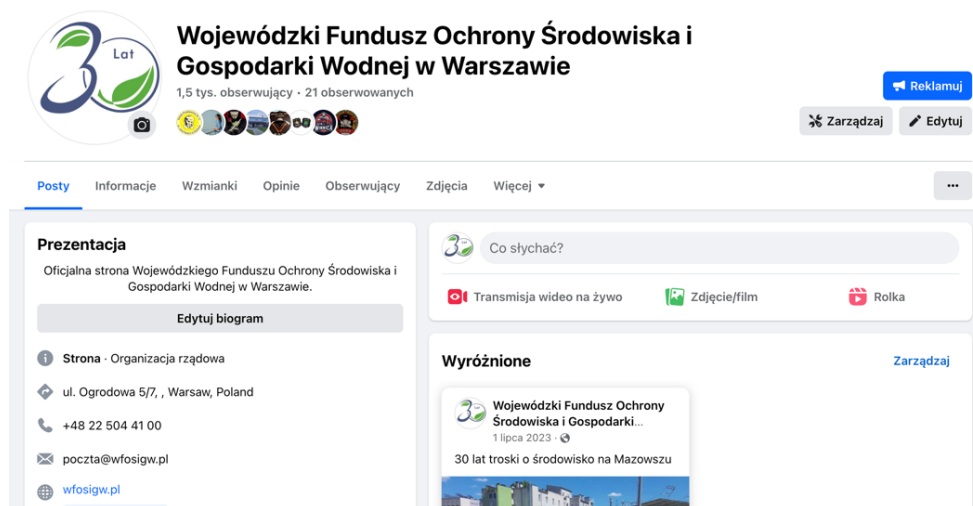 30 Lat
Wojewódzki Fundusz Ochrony Środowiska i
Gospodarki Wodnej w Warszawie
1,5 tys. obserwujący · 21 obserwowanych
Reklamuj
Zarządzaj
Edytuj
Posty
Informacje
Wzmianki
Opinie
Obserwujący
Zdjęcia
Więcej
Prezentacja
Oficjalna strona Wojewódzkiego Funduszu Ochrony Środowiska i
Gospodarki Wodnej w Warszawie.
Edytuj biogram
Strona · Organizacja rządowa
ul. Ogrodowa 5/7, , Warsaw, Poland
+48 22 504 41 00
poczta@wfosigw.pl
wfosigw.pl
Co słychać?
Transmisja wideo na żywo
Zdjęcie/film
Rolka
Wyróżnione
Zarządzaj
Wojewódzki Fundusz Ochrony
Środowiska i Gospodarki...
1 lipca 2023 ·
30 lat troski o środowisko na Mazowszu